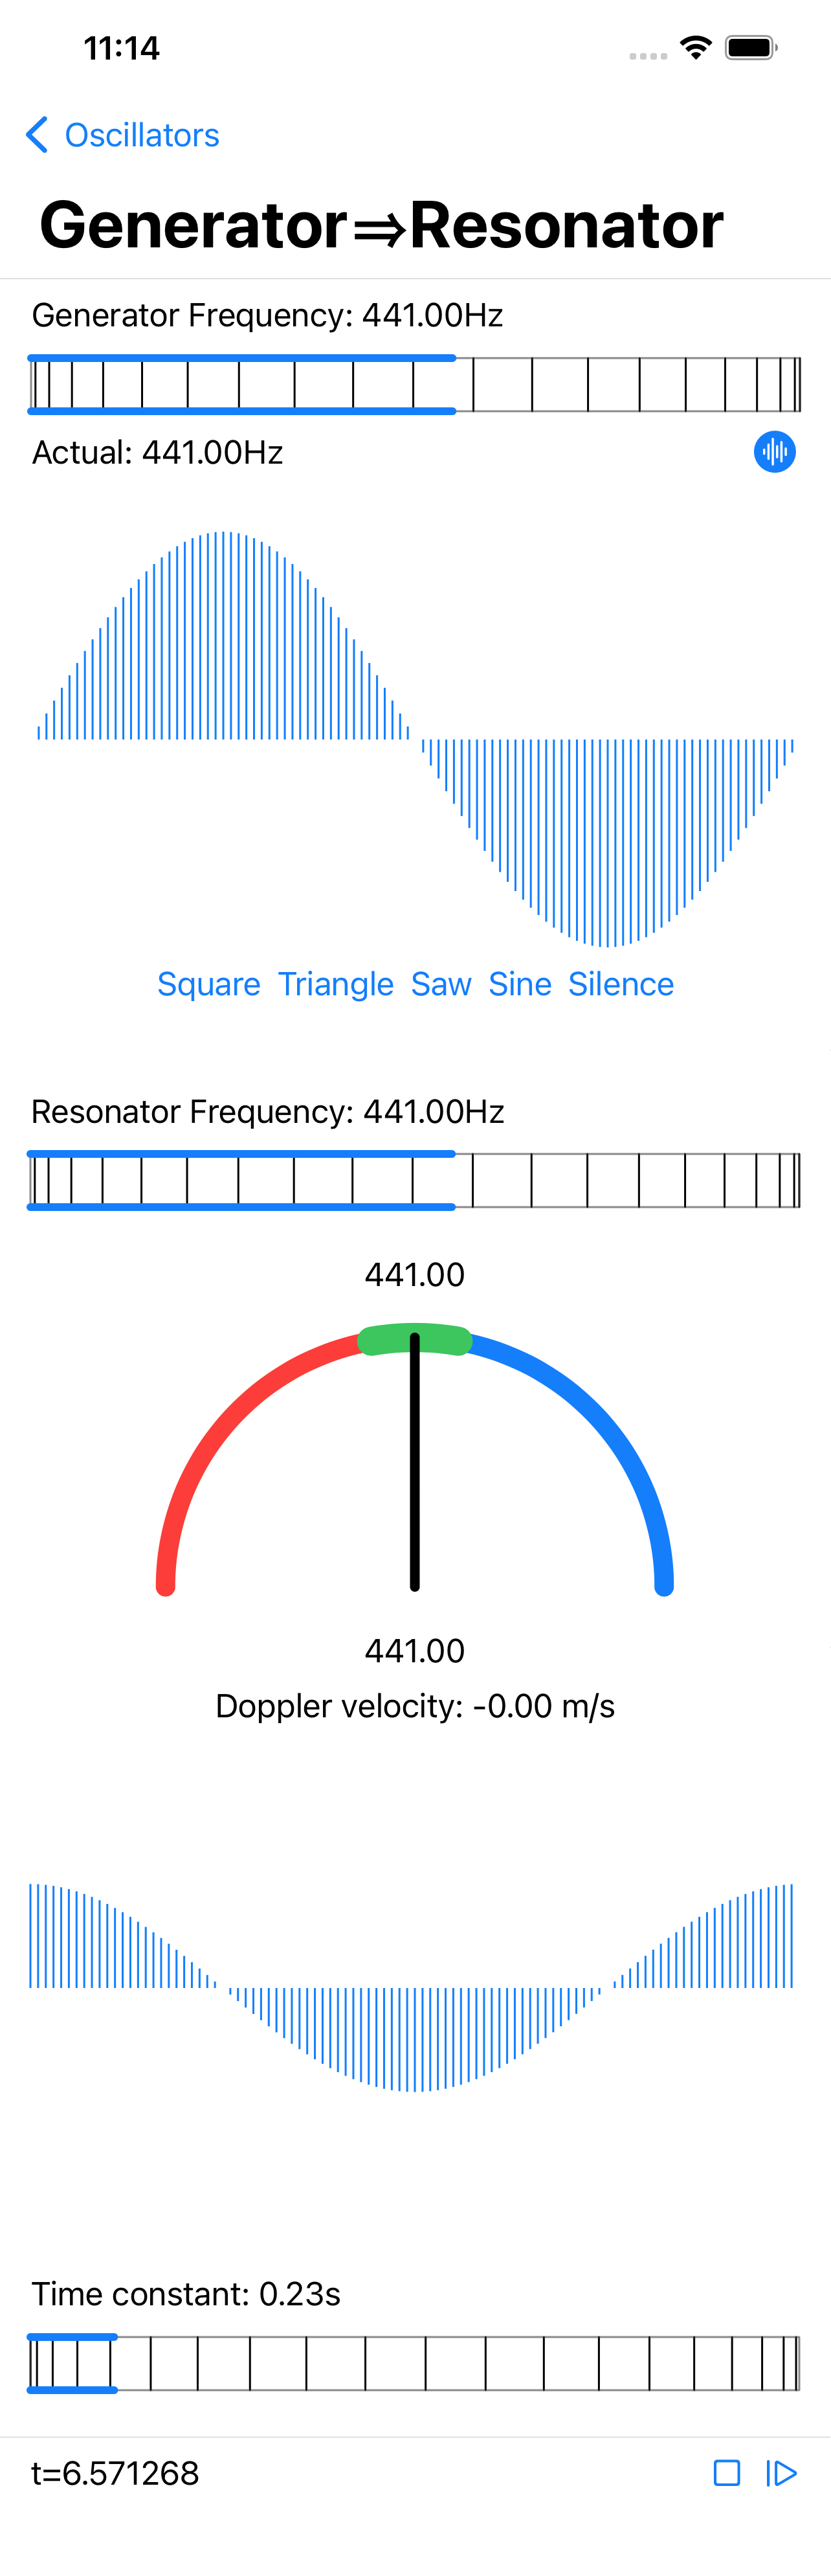 11:14
Oscillators
Generator⇒Resonator
Generator Frequency: 441.00Hz
Actual: 441.00Hz
Square Triangle Saw Sine Silence
Resonator Frequency: 441.00Hz
441.00
441.00
Doppler velocity: -0.00 m/s
Time constant: 0.23s
t=6.571268